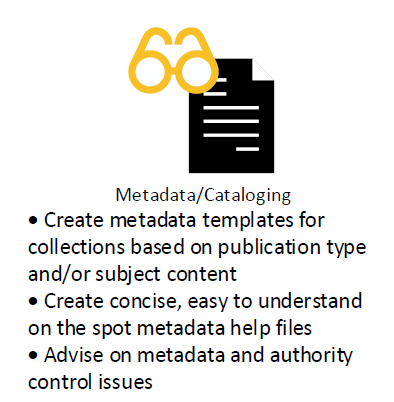 Metadata/Cataloging
• Create metadata templates for
collections based on publication type
and/or subject content
• Create concise, easy to understand
on the spot metadata help files
• Advise on metadata and authority
control issues